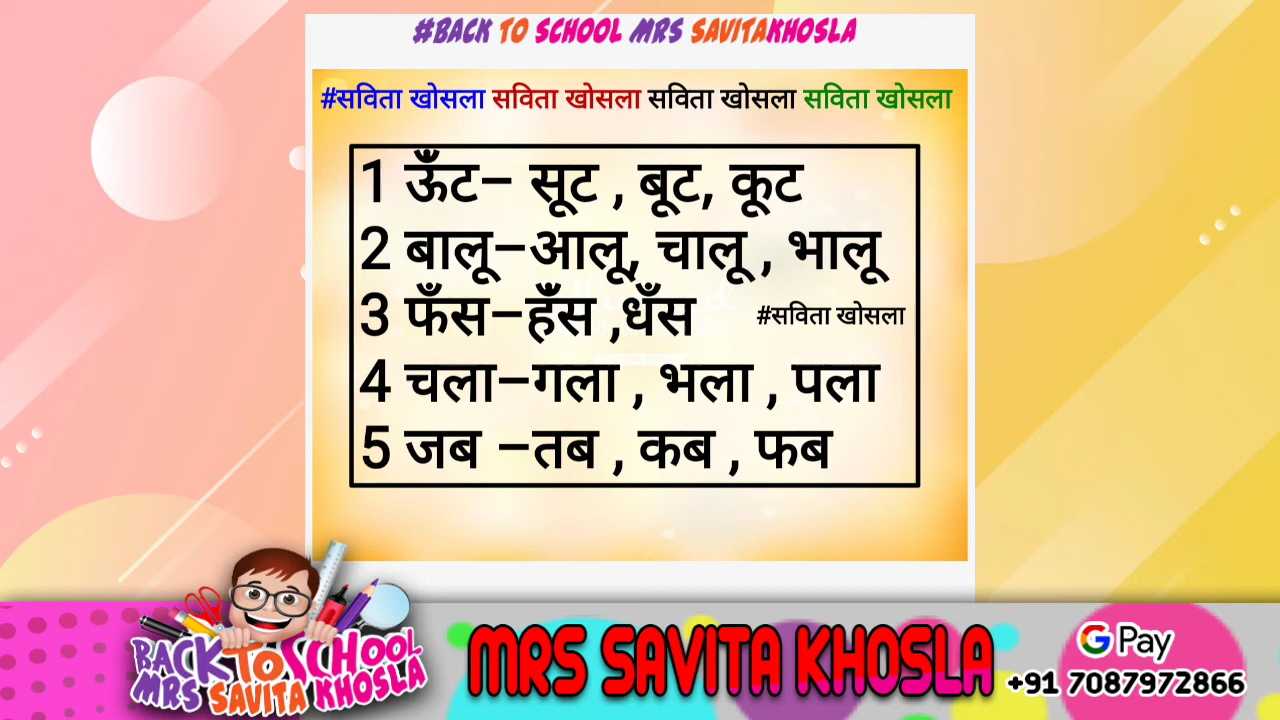 #BACK TO SCHOOL MRS SAVITAKHOSLA
#सविता खोसला सविता खोसला सविता खोसला सविता खोसला
1 ऊँट– सूट , बूट, कूट
2 बालू–आलू, चालू , भालू
3 फँस–हँस ,धँस
#सविता खोसला
4 चला–गला , भला , पला
5 जब –तब , कब , फब
BACK TO SCHOOL
MRS SAVITA KHOSLA
MRS SAVITA KHOSLA
G Pay
+91 7087972866